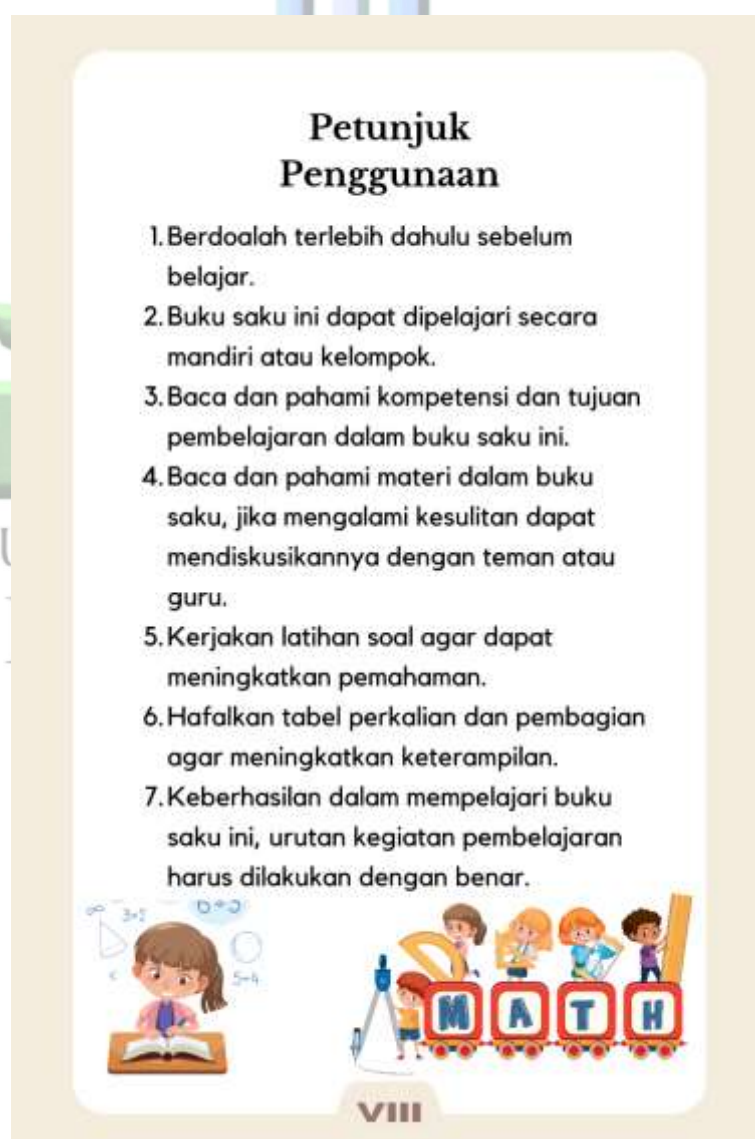 Petunjuk
Penggunaan
1. Berdoalah terlebih dahulu sebelum
belajar.
2. Buku saku ini dapat dipelajari secara
mandiri atau kelompok.
3. Baca dan pahami kompetensi dan tujuan
pembelajaran dalam buku saku ini.
4. Baca dan pahami materi dalam buku
saku, jika mengalami kesulitan dapat
mendiskusikannya dengan teman atau
guru.
5. Kerjakan latihan soal agar dapat
meningkatkan pemahaman.
6. Hafalkan tabel perkalian dan pembagian
agar meningkatkan keterampilan.
7. Keberhasilan dalam mempelajari buku
saku ini, urutan kegiatan pembelajaran
harus dilakukan dengan benar.
MATH
VIII